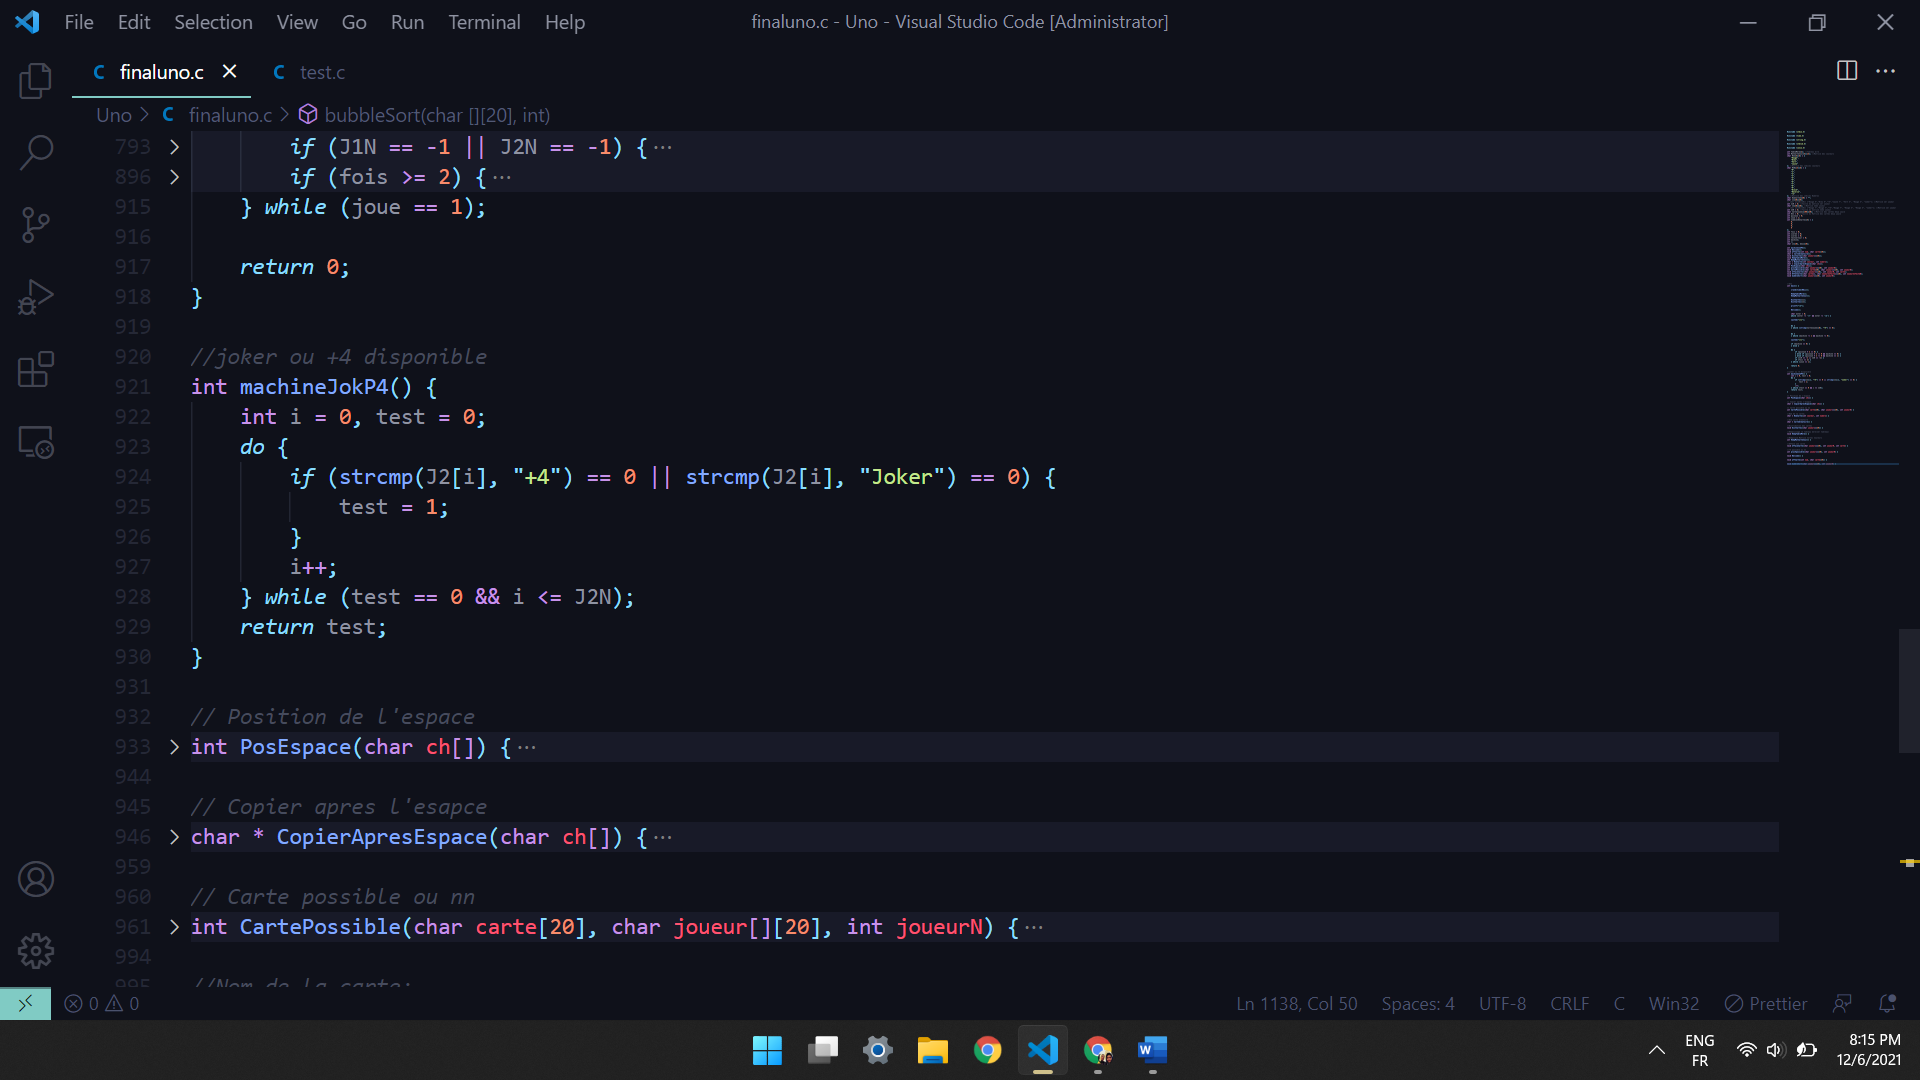 File Edit Selection View Go Run Terminal Help finaluno.c - Uno - Visual Studio Code [Administrator]
C finaluno.c C test.c
Uno > C finaluno.c > bubbleSort(char [][20], int)
793 > if (J1N == -1 || J2N == -1) {···
896 > if (fois >= 2) {···
915 } while (joue == 1);
916
917 return 0;
918 }
919
920 //joker ou +4 disponible
921 int machineJokP4() {
922 int i = 0, test = 0;
923 do {
924 if (strcmp(J2[i], "+4") == 0 || strcmp(J2[i], "Joker") == 0) {
925 test = 1;
926 }
927 i++;
928 } while (test == 0 && i <= J2N);
929 return test;
930 }
931
932 // Position de l'espace
933 > int PosEspace(char ch[]) {···
944
945 // Copier apres l'esapce
946 > char * CopierApresEspace(char ch[]) {···
959
960 // Carte possible ou nn
961 > int CartePossible(char carte[20], char joueur[][20], int joueurN) {···
994
995 //Nom de la carte:
0 0 Ln 1138, Col 50 Spaces: 4 UTF-8 CRLF C Win32 Prettier
W ENG 8:15 PM
FR 12/6/2021